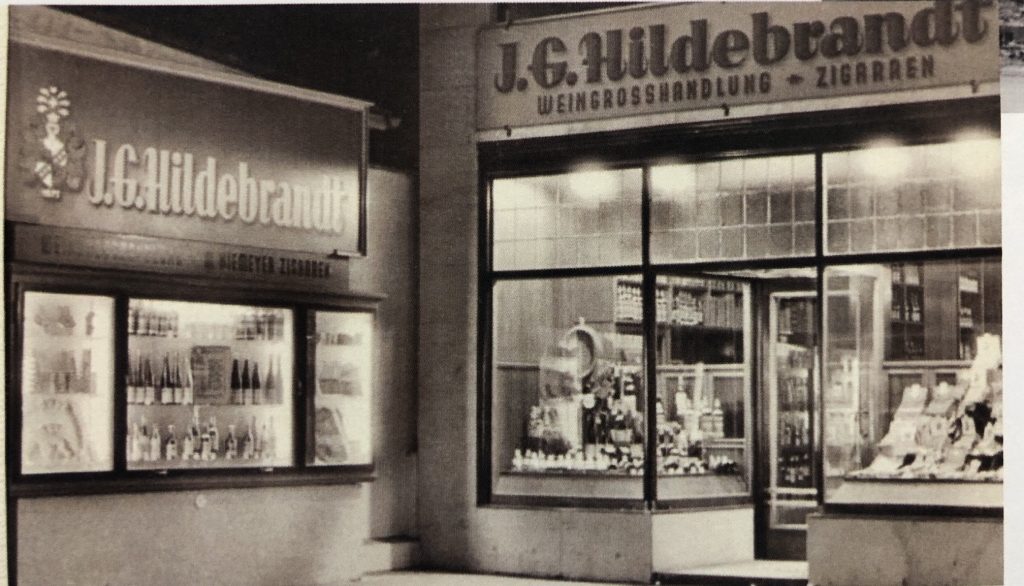 J.G.Hildebrandt
NIEMEYER ZIGARREN
J.G.Hildebrandt
WEINGROSSHANDLUNG ZIGARREN